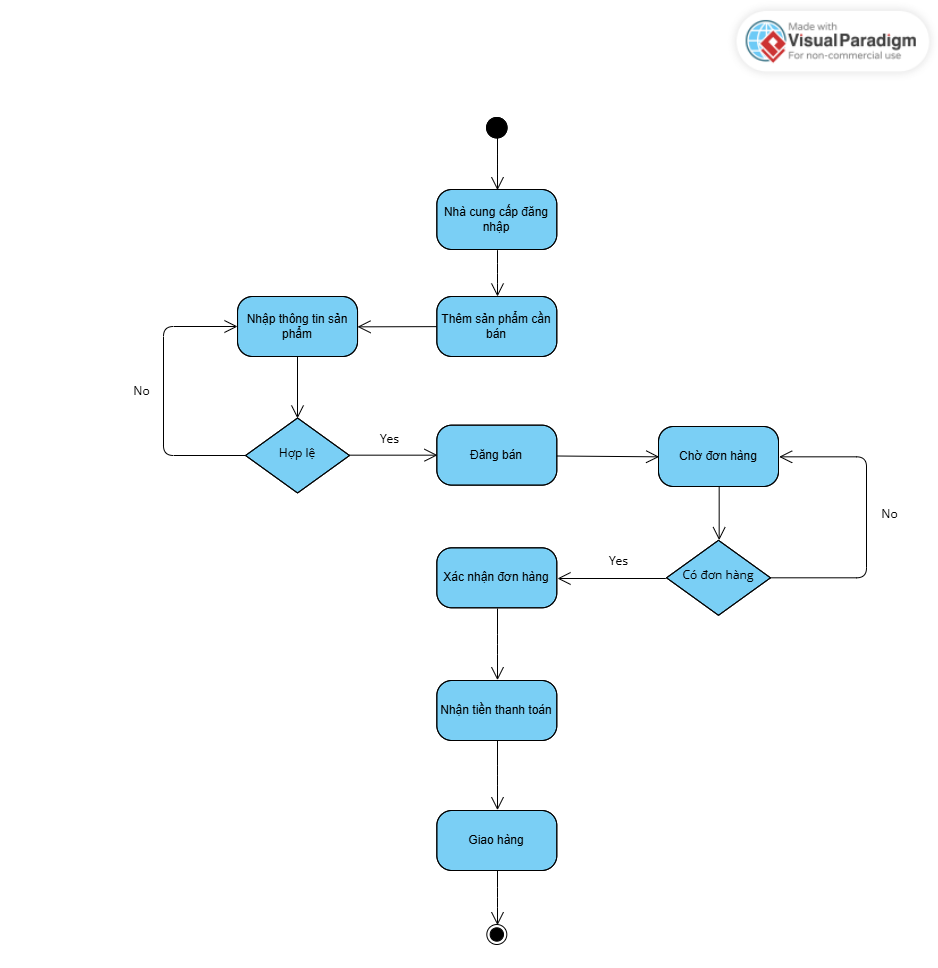 Made with
VisualParadigm
For non-commercial use
Nhà cung cấp đăng
nhập
Nhập thông tin sản
phẩm
Thêm sản phẩm cần
bán
No
Hợp lệ
Yes
Đăng bán
Chờ đơn hàng
No
Xác nhận đơn hàng
Yes
Có đơn hàng
Nhận tiền thanh toán
Giao hàng